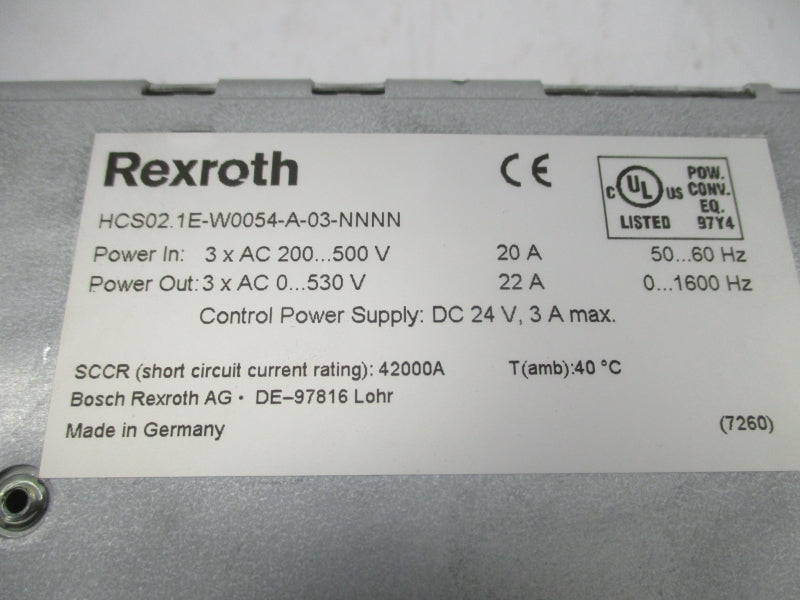 Rexroth
CE
C UL US
LISTED
POW.
CONV.
EQ.
97Y4
HCS02.1E-W0054-A-03-NNNN
Power In: 3 x AC 200...500 V 20 A 50...60 Hz
Power Out: 3 x AC 0...530 V 22 A 0...1600 Hz
Control Power Supply: DC 24 V, 3 A max.
SCCR (short circuit current rating): 42000A T(amb):40 °C
Bosch Rexroth AG • DE–97816 Lohr
Made in Germany (7260)